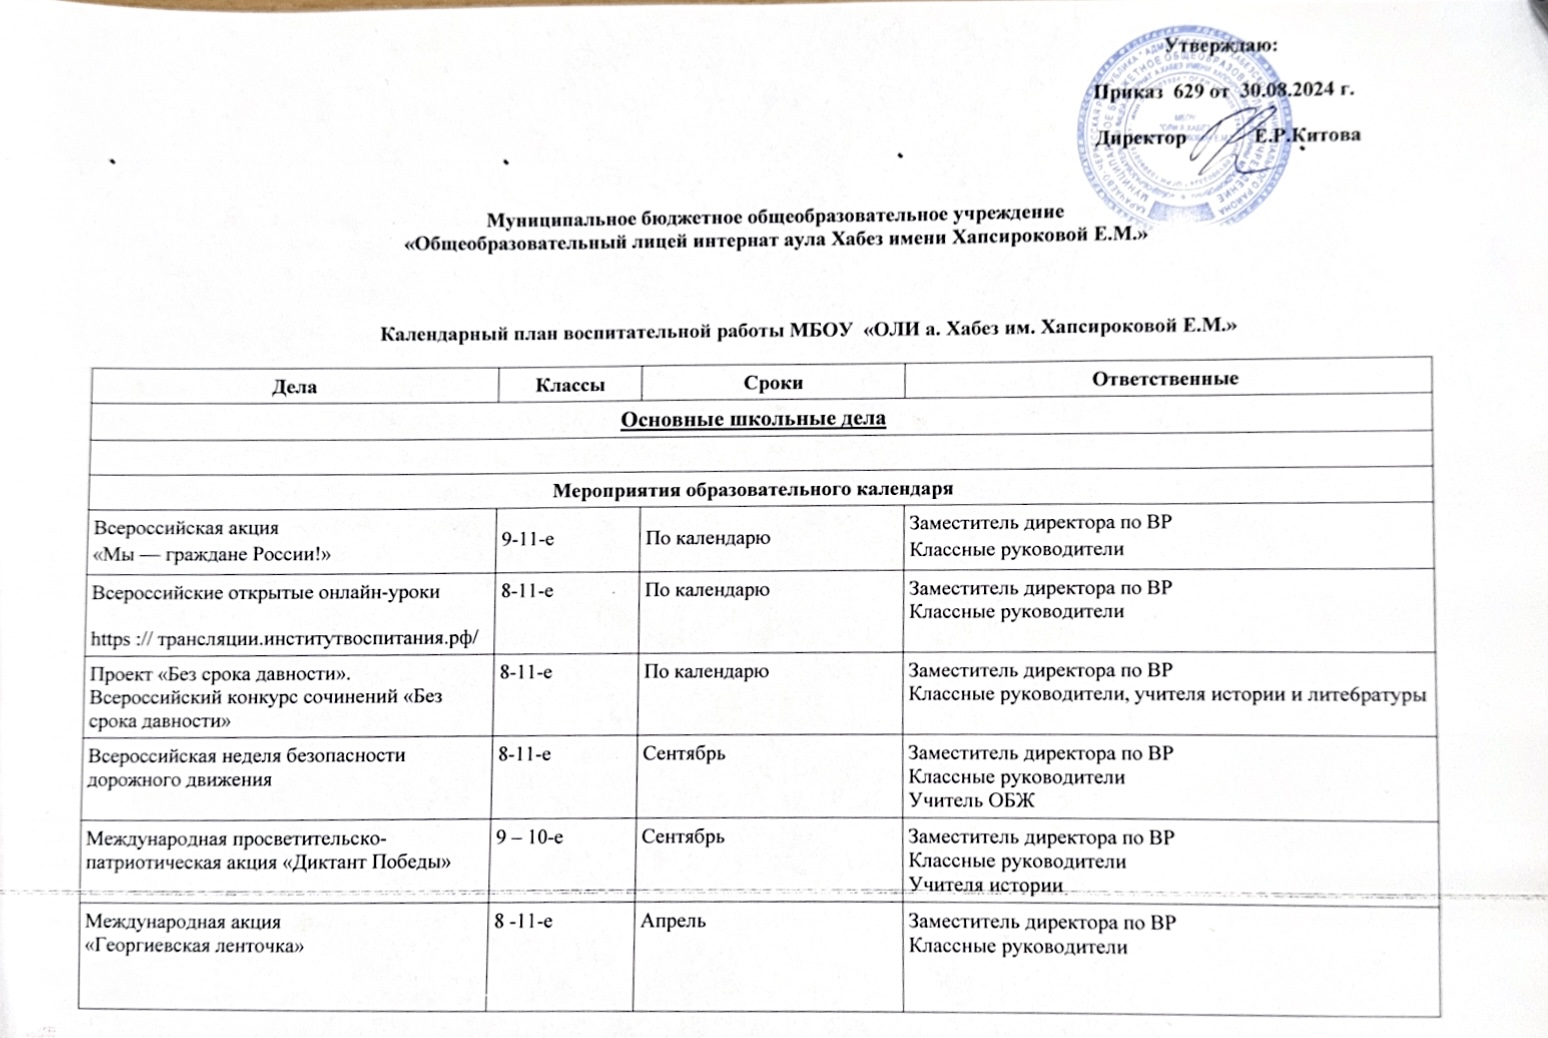 Утверждаю:
Приказ 629 от 30.08.2024 г.
Директор Е.Р.Китова
Муниципальное бюджетное общеобразовательное учреждение
«Общеобразовательный лицей интернат аула Хабез имени Хапсироковой Е.М.»
Календарный план воспитательной работы МБОУ «ОЛИ а. Хабез им. Хапсироковой Е.М.»
Дела Классы Сроки Ответственные
Основные школьные дела
Мероприятия образовательного календаря
Всероссийская акция
«Мы — граждане России!»
9-11-е
По календарю
Заместитель директора по ВР
Классные руководители
Всероссийские открытые онлайн-уроки
https :// трансляции.институтвоспитания.рф/
8-11-е
По календарю
Заместитель директора по ВР
Классные руководители
Проект «Без срока давности».
Всероссийский конкурс сочинений «Без
срока давности»
8-11-е
По календарю
Заместитель директора по ВР
Классные руководители, учителя истории и литебратуры
Всероссийская неделя безопасности
дорожного движения
8-11-е
Сентябрь
Заместитель директора по ВР
Классные руководители
Учитель ОБЖ
Международная просветительско-
патриотическая акция «Диктант Победы»
9 – 10-е
Сентябрь
Заместитель директора по ВР
Классные руководители
Учителя истории
Международная акция
«Георгиевская ленточка»
8 -11-е
Апрель
Заместитель директора по ВР
Классные руководители